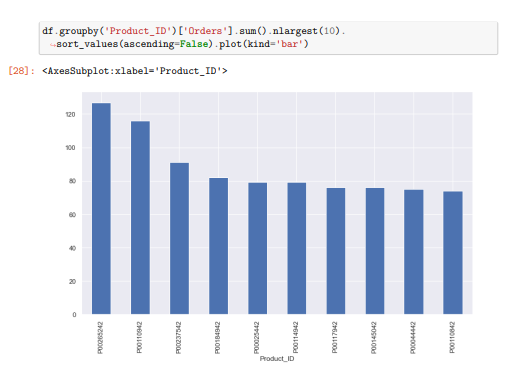 df.groupby('Product_ID')['Orders'].sum().nlargest(10).
↪sort_values(ascending=False).plot(kind='bar')
[28]: <AxesSubplot:xlabel='Product_ID'>
120
100
80
60
40
20
0
P00265242
P00110942
P00237542
P00184942
P00025442
P00114942
P00117942
P00145042
P00044442
P00110842
Product_ID